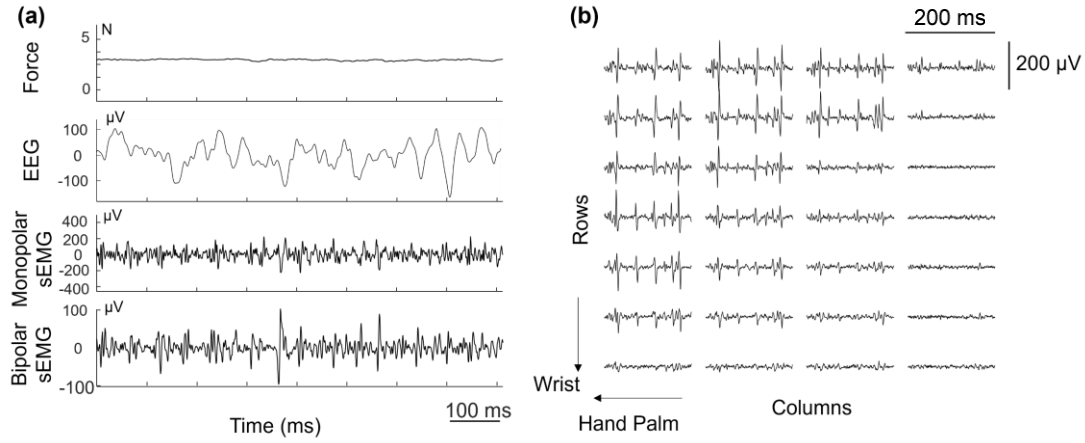 (a)
N
5
0
Force
µV
100
0
-100
EEG
µV
400
200
0
-200
-400
Monopolar
sEMG
µV
100
0
-100
Bipolar
sEMG
Time (ms)
100 ms
(b)
200 ms
200 µV
Rows
Wrist
Hand Palm
Columns